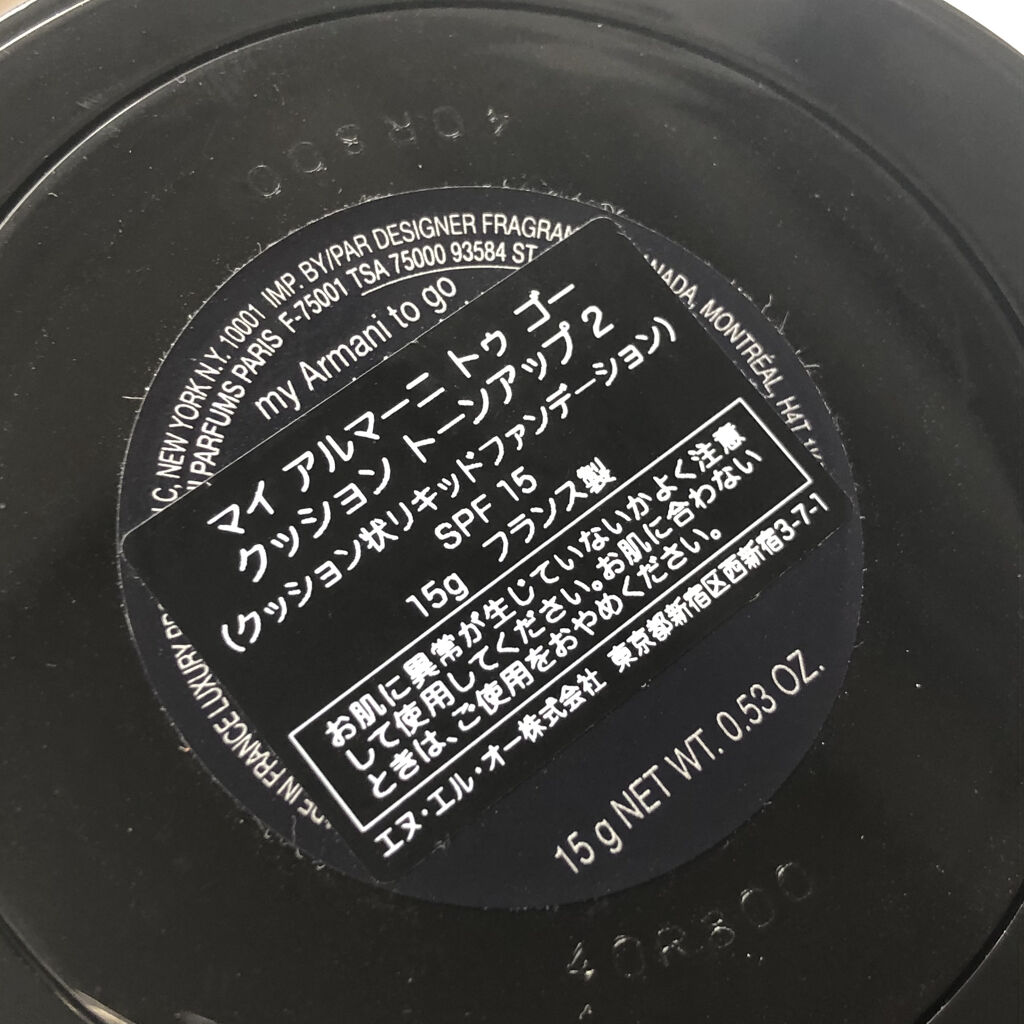 40R800
C. NEW YORK N.Y. 10001 IMP. BY/PAR DESIGNER
PARFUMS PARIS F-75001 TSA 75000 93584 ST
MONTRÉAL, H4T
my Armani to go
マイ アルマーニ トゥ ゴー
クッション トーンアップ 2
(クッション状リキッドファンデーション)
SPF 15
15g フランス製
お肌に異常が生じていないかよく注意
して使用してください。お肌に合わない
ときは、ご使用をおやめください。
エヌ・エル・オー株式会社 東京都新宿区西新宿3-7-1
IN FRANCE LUXURY
15 g NET WT. 0.53 OZ.
40R800